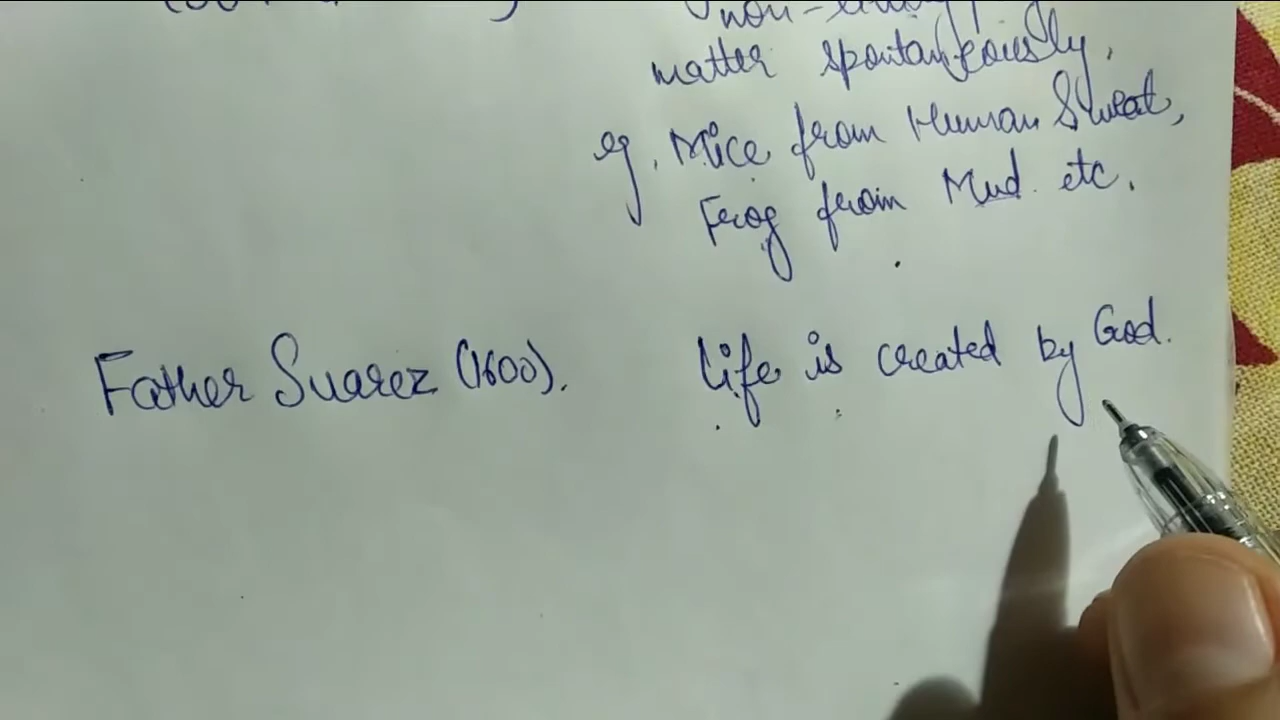 matter spontaneously.
eg. Mice from Human Sweat,
Frog from Mud etc.
Father Suarez (1600). Life is created by God.